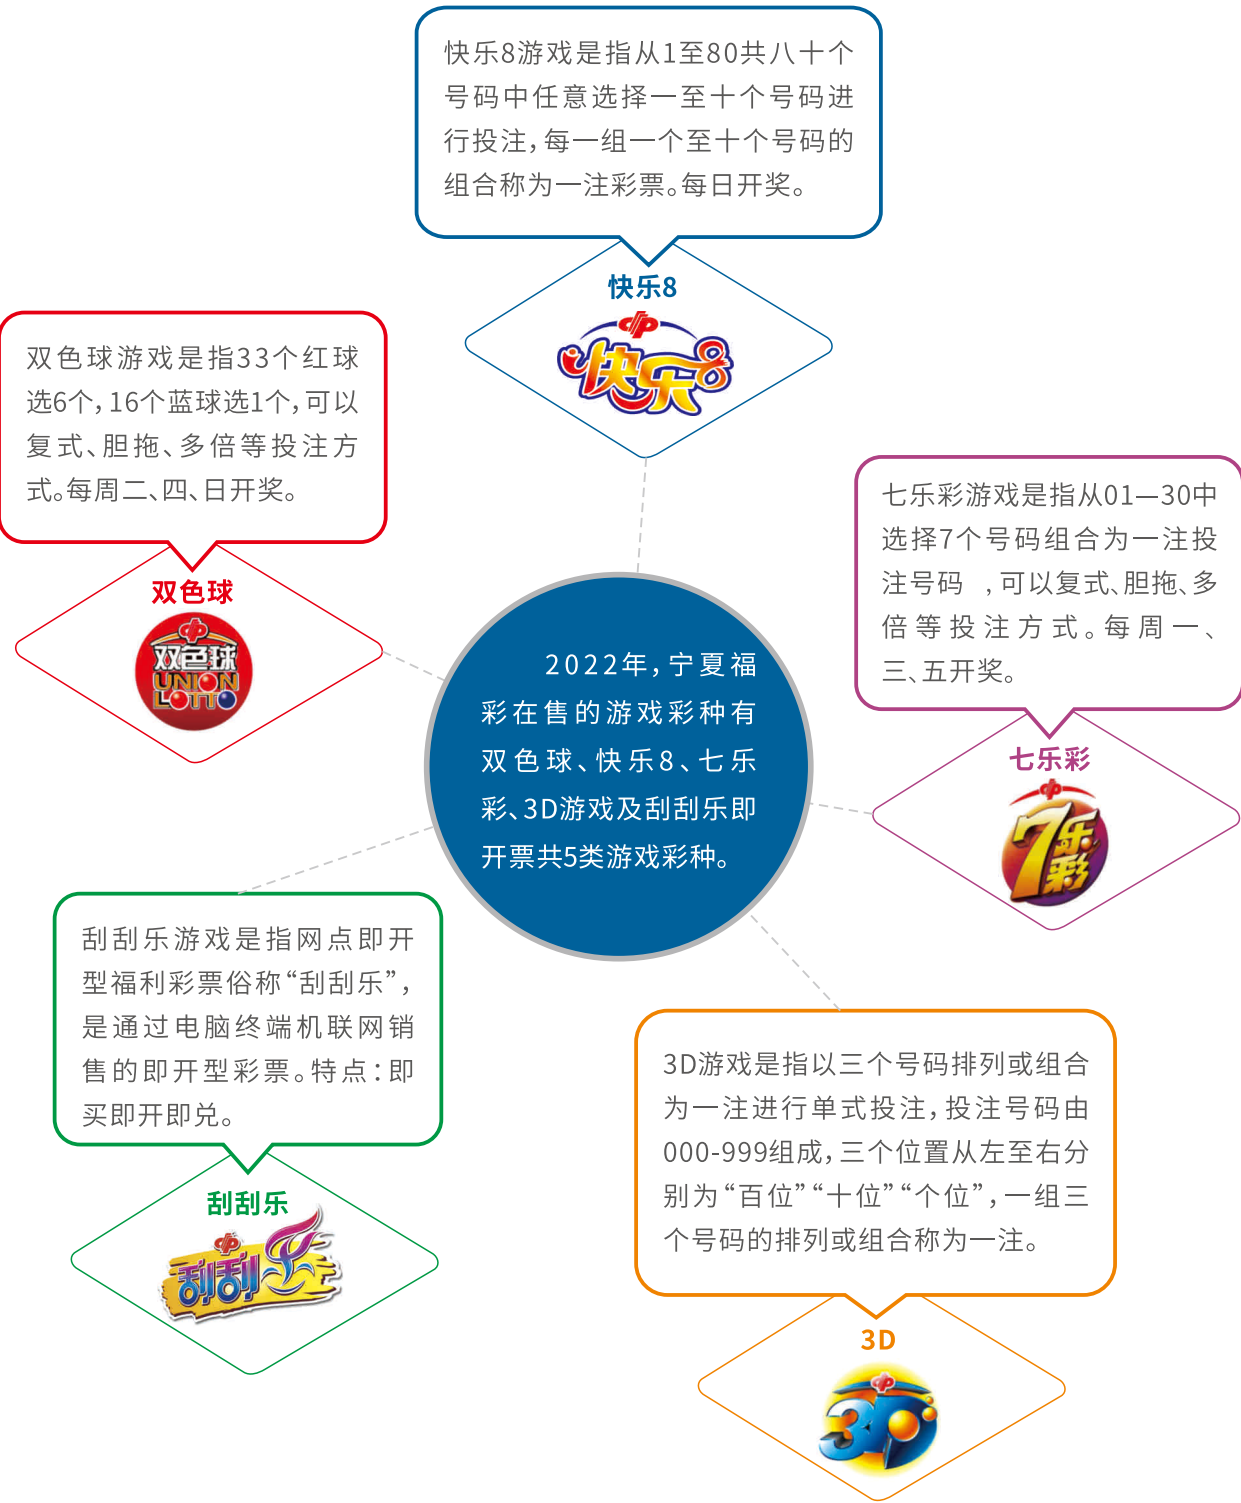 快乐8游戏是指从1至80共八十个
号码中任意选择一至十个号码进
行投注，每一组一个至十个号码的
组合称为一注彩票。每日开奖。
快乐8
快乐8
双色球游戏是指33个红球
选6个，16个蓝球选1个，可以
复式、胆拖、多倍等投注方
式。每周二、四、日开奖。
双色球
双色球
UNION
LOTTO
七乐彩游戏是指从01—30中
选择7个号码组合为一注投
注号码　，可以复式、胆拖、多
倍等投注方式。每周一、
三、五开奖。
七乐彩
7乐彩
2022年，宁夏福
彩在售的游戏彩种有
双色球、快乐8、七乐
彩、3D游戏及刮刮乐即
开票共5类游戏彩种。
刮刮乐游戏是指网点即开
型福利彩票俗称“刮刮乐”，
是通过电脑终端机联网销
售的即开型彩票。特点：即
买即开即兑。
刮刮乐
刮刮乐
3D游戏是指以三个号码排列或组合
为一注进行单式投注，投注号码由
000-999组成，三个位置从左至右分
别为“百位”“十位”“个位”，一组三
个号码的排列或组合称为一注。
3D
3D